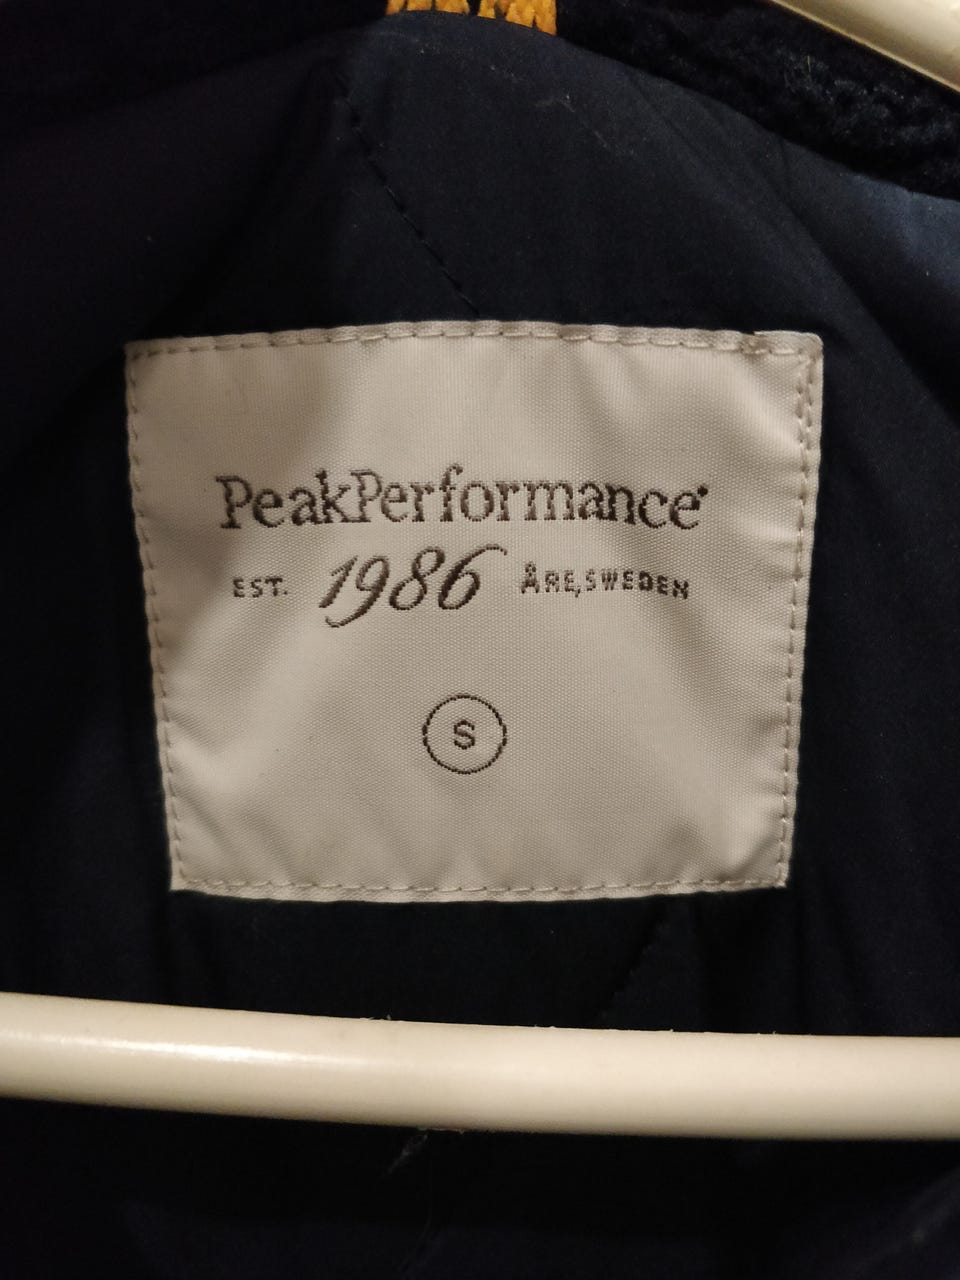 PeakPerformance
EST. 1986 ÅRE, SWEDEN
S